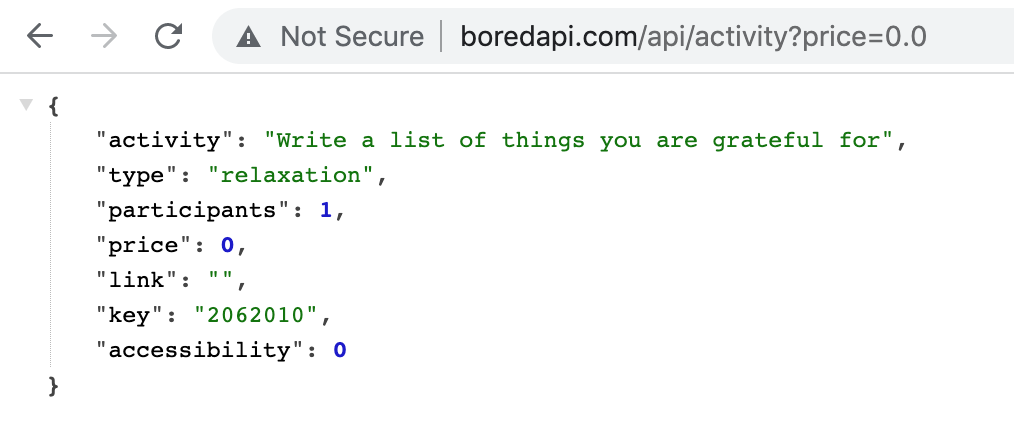 Not Secure boredapi.com/api/activity?price=0.0
{
"activity": "Write a list of things you are grateful for",
"type": "relaxation",
"participants": 1,
"price": 0,
"link": "",
"key": "2062010",
"accessibility": 0
}